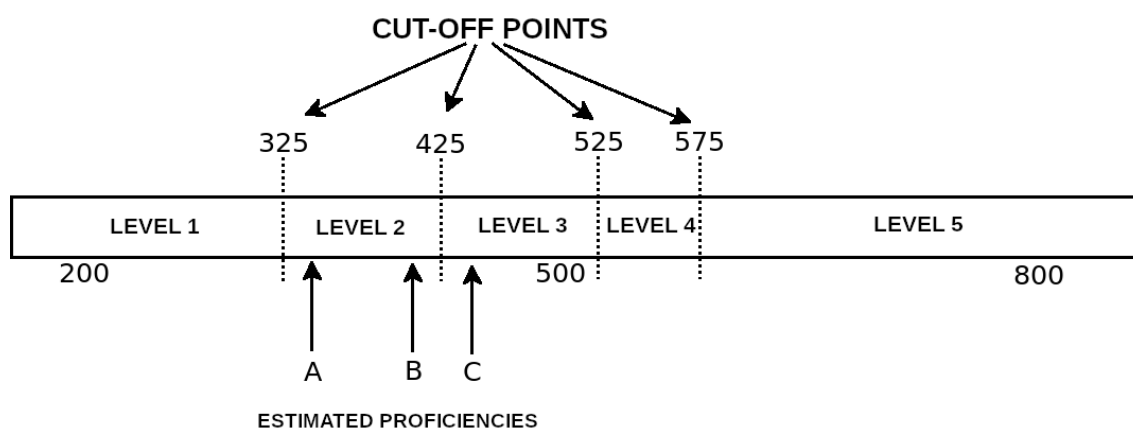 CUT-OFF POINTS
325 425 525 575
LEVEL 1 LEVEL 2 LEVEL 3 LEVEL 4 LEVEL 5
200 500 800
A B C
ESTIMATED PROFICIENCIES